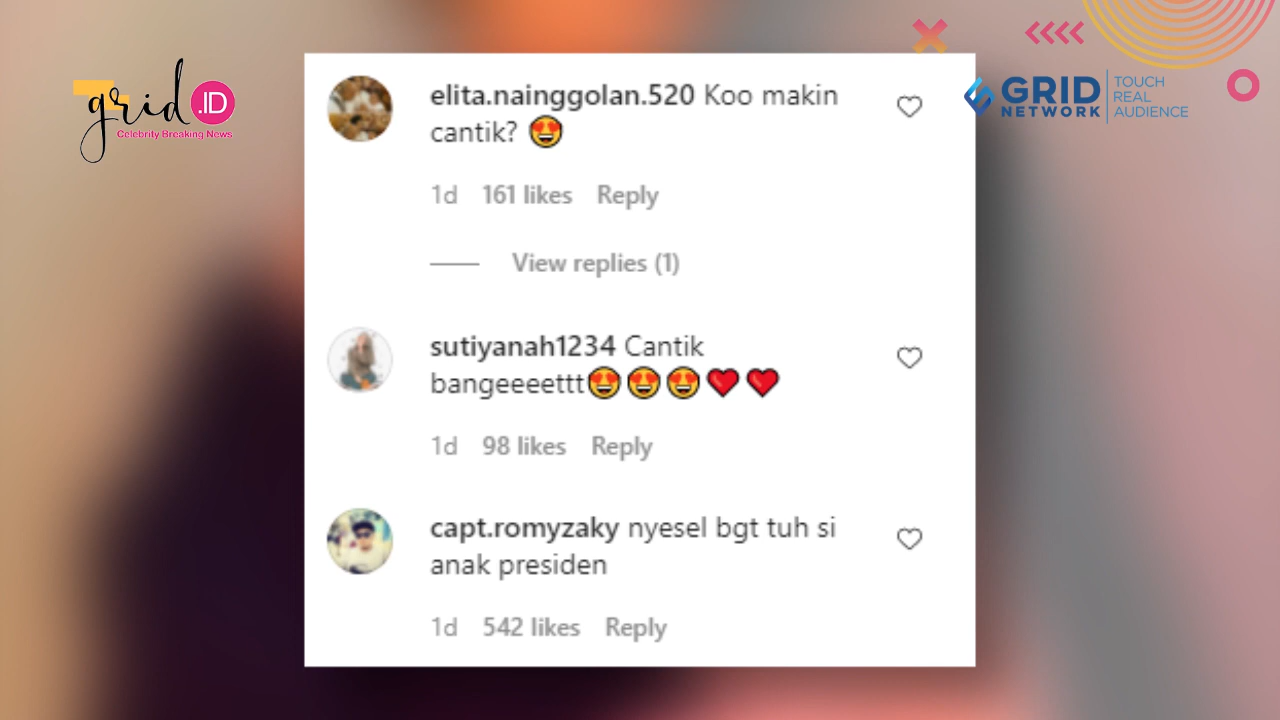 grid .ID
Celebrity Breaking News
GRID
NETWORK
TOUCH
REAL
AUDIENCE
elita.nainggolan.520 Koo makin
cantik? 😍
1d 161 likes Reply
View replies (1)
sutiyanah1234 Cantik
bangeeeettt😍😍😍❤❤
1d 98 likes Reply
capt.romyzaky nyesel bgt tuh si
anak presiden
1d 542 likes Reply